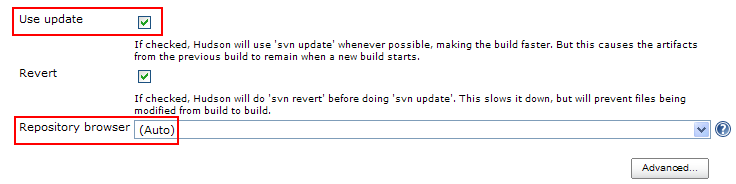 Use update
If checked, Hudson will use 'svn update' whenever possible, making the build faster. But this causes the artifacts
from the previous build to remain when a new build starts.
Revert
If checked, Hudson will do 'svn revert' before doing 'svn update'. This slows it down, but will prevent files being
modified from build to build.
Repository browser (Auto) ?
Advanced...